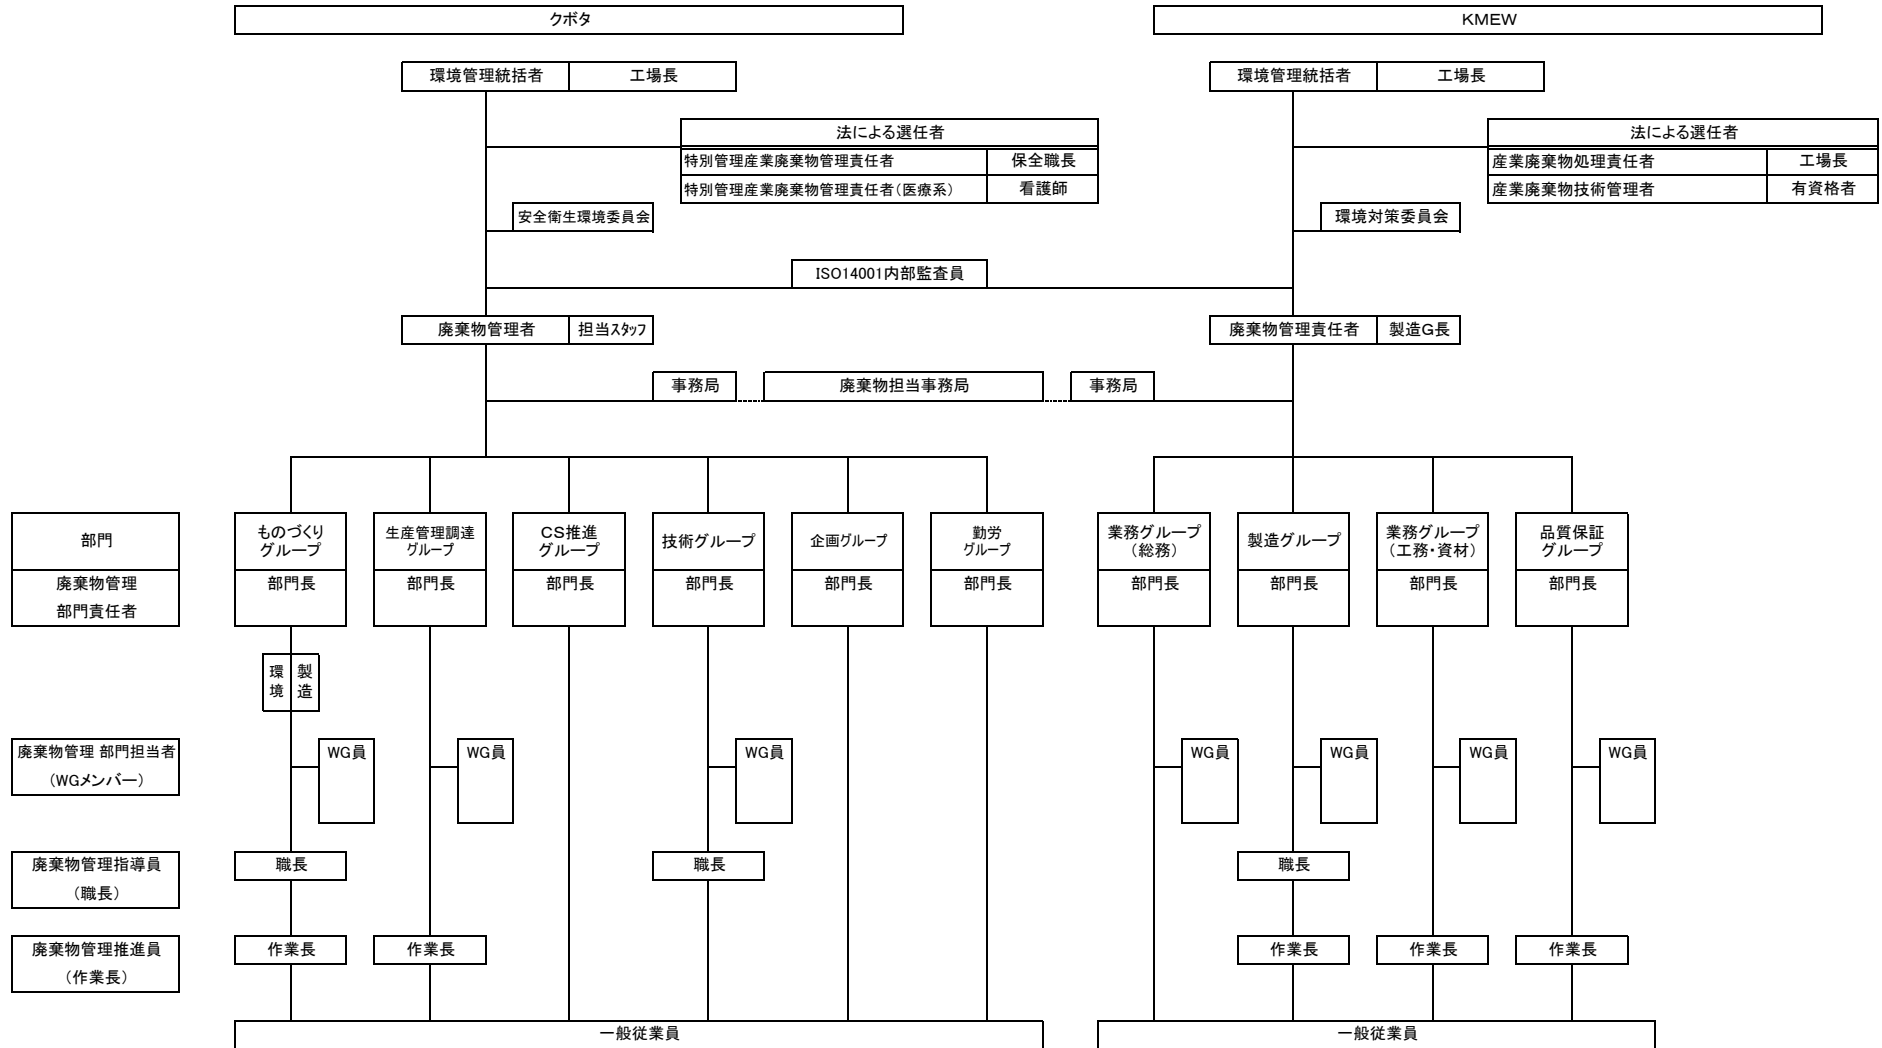 クボタ
KMEW
環境管理統括者 工場長
環境管理統括者 工場長
法による選任者
特別管理産業廃棄物管理責任者 保全職長
特別管理産業廃棄物管理責任者（医療系） 看護師
法による選任者
産業廃棄物処理責任者 工場長
産業廃棄物技術管理者 有資格者
安全衛生環境委員会
環境対策委員会
ISO14001内部監査員
廃棄物管理者 担当スタッフ
廃棄物管理責任者 製造G長
事務局
廃棄物担当事務局
事務局
部門
ものづくり
グループ
生産管理調達
グループ
CS推進
グループ
技術グループ
企画グループ
勤労
グループ
業務グループ
（総務）
製造グループ
業務グループ
（工務・資材）
品質保証
グループ
廃棄物管理
部門責任者
部門長
部門長
部門長
部門長
部門長
部門長
部門長
部門長
部門長
部門長
環境
製造
廃棄物管理 部門担当者
（WGメンバー）
WG員
WG員
WG員
WG員
WG員
WG員
WG員
廃棄物管理指導員
（職長）
職長
職長
職長
廃棄物管理推進員
（作業長）
作業長
作業長
作業長
作業長
作業長
一般従業員
一般従業員